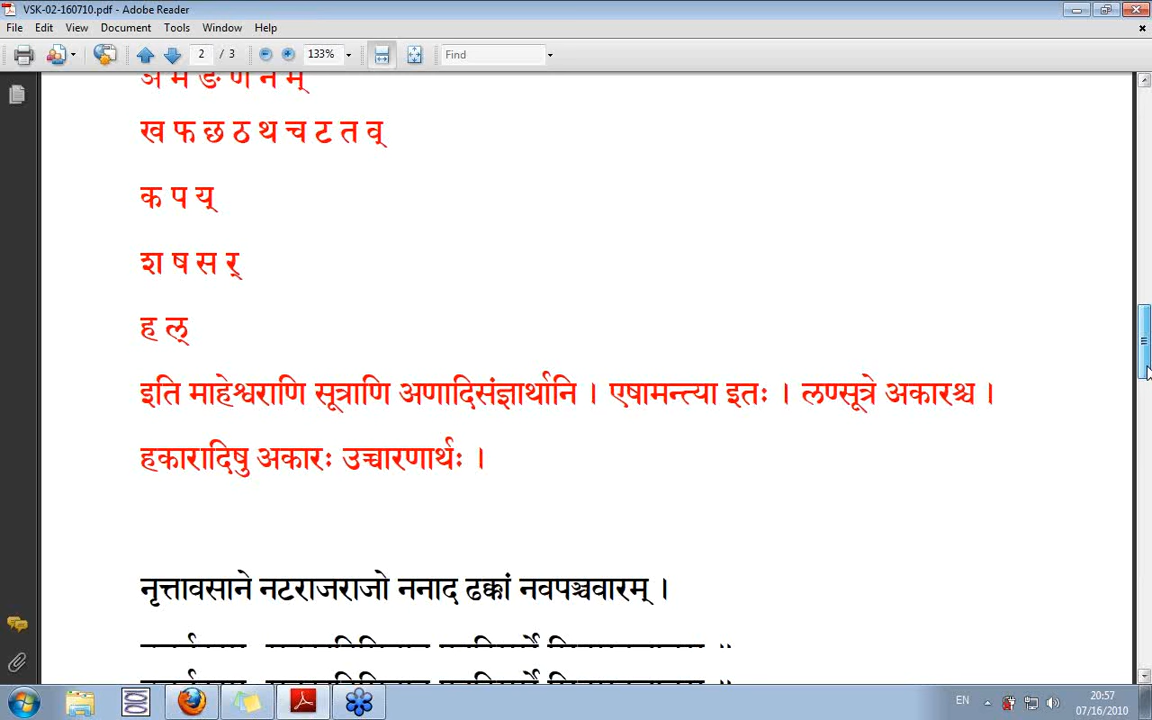 VSK-02-160710.pdf - Adobe Reader
File Edit View Document Tools Window Help
2 / 3 133% Find
ञ म ङ ण न म्
ख फ छ ठ थ च ट त व्
क प य्
श ष स र्
ह ल्
इति माहेश्वराणि सूत्राणि अणादिसंज्ञार्थानि । एषामन्त्या इतः । लण्सूत्रे अकारश्च ।
हकारादिषु अकारः उच्चारणार्थः ।
नृत्तावसाने नटराजराजो ननाद ढक्कां नवपञ्चवारम् ।
EN 20:57
07/16/2010